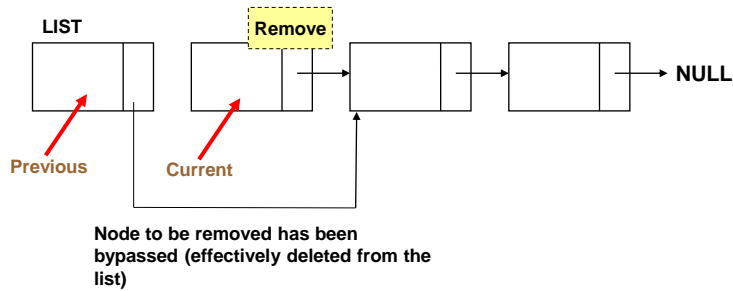 LIST
Remove
NULL
Previous
Current
Node to be removed has been
bypassed (effectively deleted from the
list)